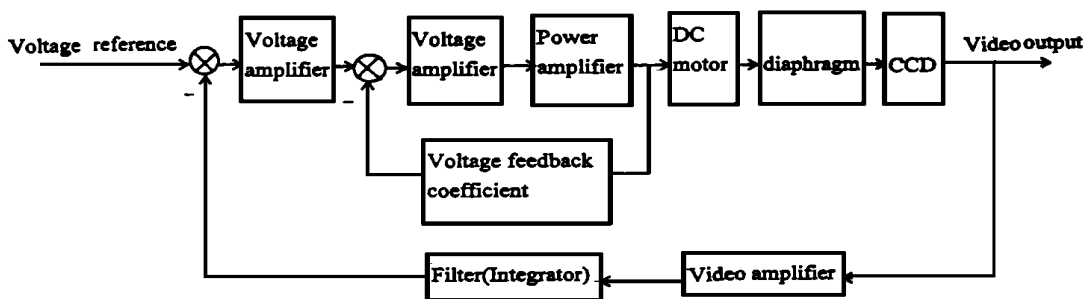 Voltage reference
Voltage
amplifier
Voltage
amplifier
Power
amplifier
DC
motor
diaphragm
CCD
Video output
Voltage feedback
coefficient
Filter(Integrator)
Video amplifier